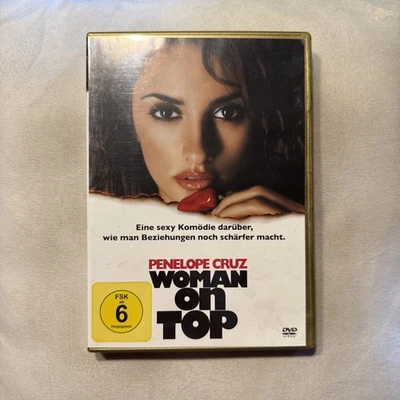 Eine sexy Komödie darüber,
wie man Beziehungen noch schärfer macht.
PENELOPE CRUZ
WOMAN
on
TOP
FSK
ab
6
freigegeben
DVD